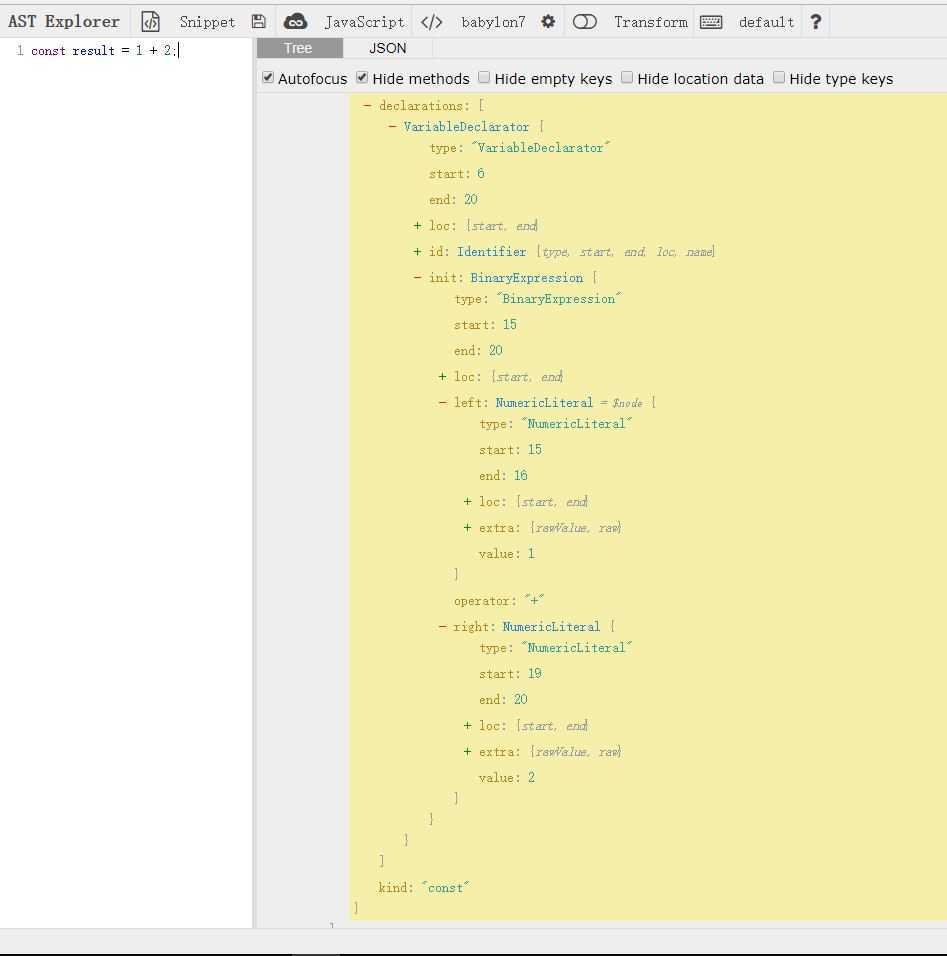 AST Explorer Snippet JavaScript </> babylon7 Transform default ?
1 const result = 1 + 2;
Tree JSON
Autofocus Hide methods Hide empty keys Hide location data Hide type keys
- declarations: [
- VariableDeclarator {
type: "VariableDeclarator"
start: 6
end: 20
+ loc: {start, end}
+ id: Identifier {type, start, end, loc, name}
- init: BinaryExpression {
type: "BinaryExpression"
start: 15
end: 20
+ loc: {start, end}
- left: NumericLiteral = $node {
type: "NumericLiteral"
start: 15
end: 16
+ loc: {start, end}
+ extra: {rawValue, raw}
value: 1
}
operator: "+"
- right: NumericLiteral {
type: "NumericLiteral"
start: 19
end: 20
+ loc: {start, end}
+ extra: {rawValue, raw}
value: 2
}
}
}
]
kind: "const"
}